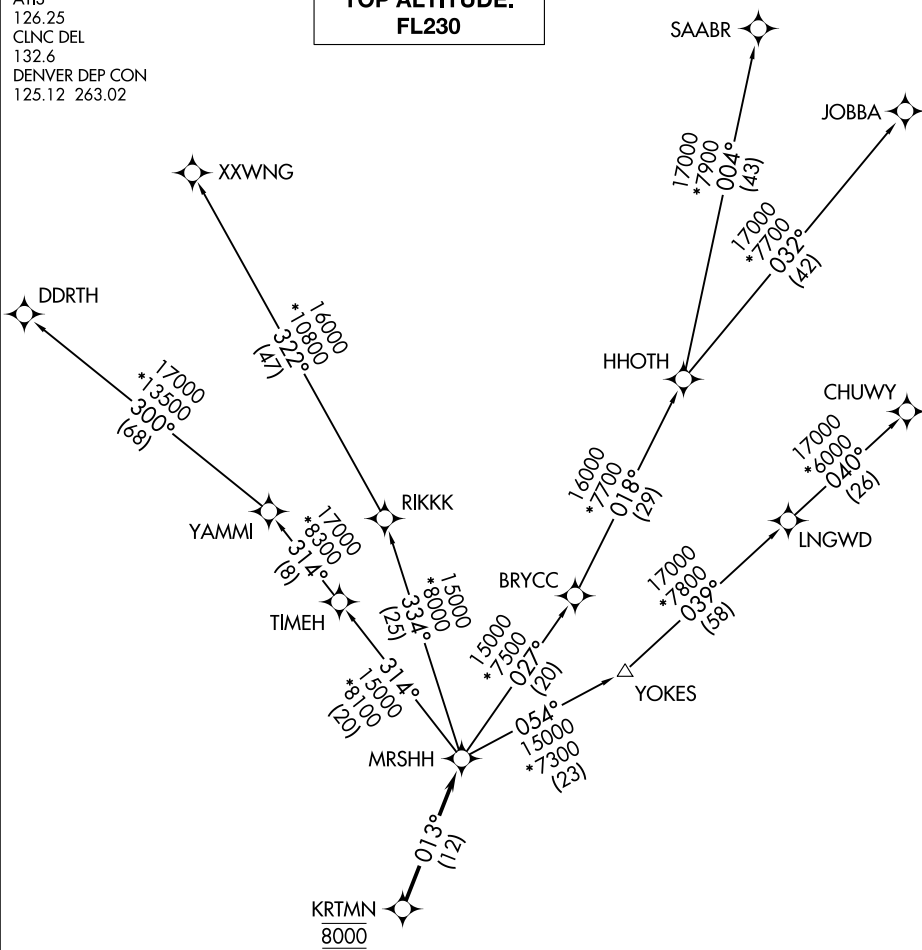 ATIS
126.25
CLNC DEL
132.6
DENVER DEP CON
125.12 263.02
TOP ALTITUDE:
FL230
SAABR
JOBBA
XXWNG
17000
*7900
004°
(43)
17000
*7700
032°
(42)
DDRTH
16000
*10800
322°
(47)
HHOTH
17000
*13500
300°
(68)
CHUWY
17000
*6000
040°
(26)
16000
*7700
018°
(29)
RIKKK
YAMMI
LNGWD
17000
*8300
314°
(8)
BRYCC
17000
*7800
039°
(58)
TIMEH
15000
*8000
334°
(25)
15000
*7500
027°
(20)
314°
15000
*8100
(20)
YOKES
054°
15000
*7300
(23)
MRSHH
013°
(12)
KRTMN
8000